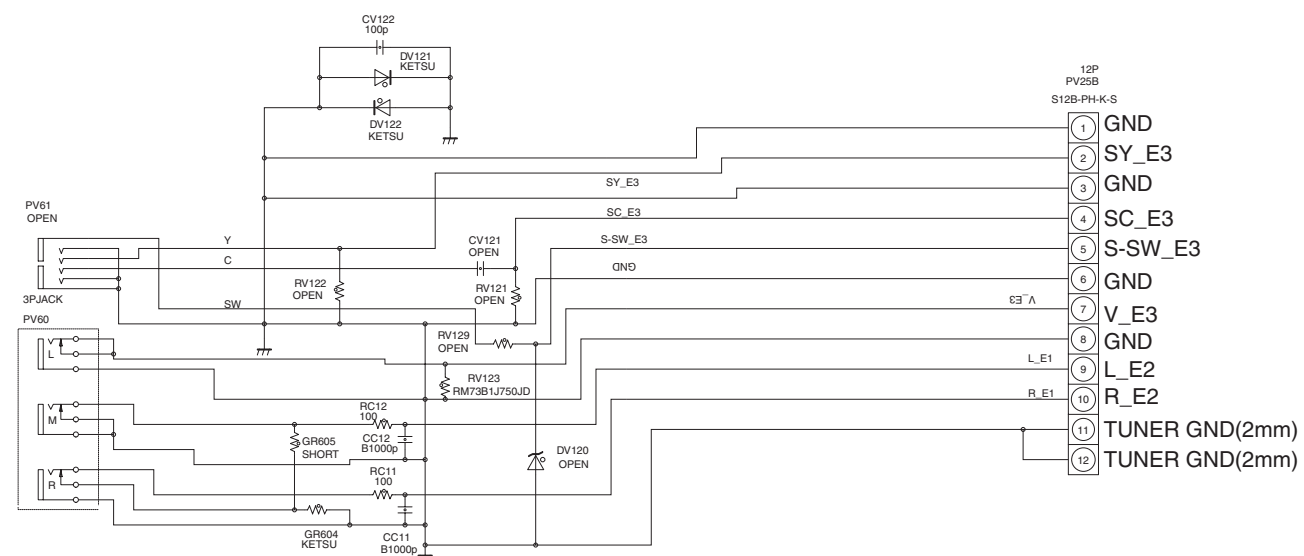 CV122
100p
DV121
KETSU
DV122
KETSU
12P
PV25B
S12B-PH-K-S
1 GND
2 SY_E3
SY_E3
3 GND
PV61
OPEN
SC_E3
4 SC_E3
Y
CV121
OPEN
S-SW_E3
5 S-SW_E3
C
GND
6 GND
RV122
OPEN
RV121
OPEN
3PJACK
SW
V_E3
7 V_E3
PV60
RV129
OPEN
8 GND
L
L_E1
9 L_E2
RV123
RM73B1J750JD
R_E1
10 R_E2
RC12
100
M
GR605
SHORT
CC12
B1000p
11 TUNER GND(2mm)
DV120
OPEN
12 TUNER GND(2mm)
RC11
100
R
GR604
KETSU
CC11
B1000p